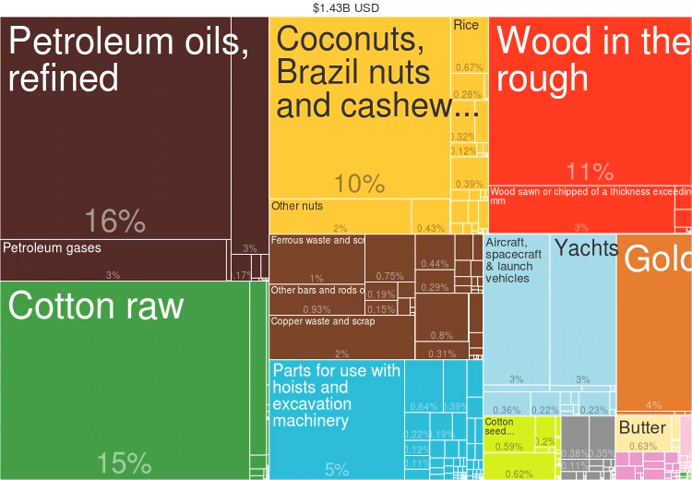 $1.43B USD
Petroleum oils,
refined
16%
3%
Petroleum gases
3%
Cotton raw
15%
Coconuts,
Brazil nuts
and cashew...
10%
Other nuts
2%
0.43%
Rice
0.67%
0.28%
0.32%
0.12%
0.39%
Wood in the
rough
11%
Wood sawn or chipped of a thickness exceedin
mm
3%
Ferrous waste and scr
1%
0.75%
0.44%
0.29%
Other bars and rods o
0.93%
0.19%
0.15%
Copper waste and scrap
2%
0.8%
0.31%
Parts for use with
hoists and
excavation
machinery
5%
0.64%
0.39%
0.22%
0.19%
0.12%
0.11%
Aircraft,
spacecraft
& launch
vehicles
3%
Yachts
3%
0.36%
0.22%
0.23%
Gold
4%
Cotton
seed...
0.59%
0.2%
0.62%
0.38%
0.35%
0.11%
Butter
0.63%